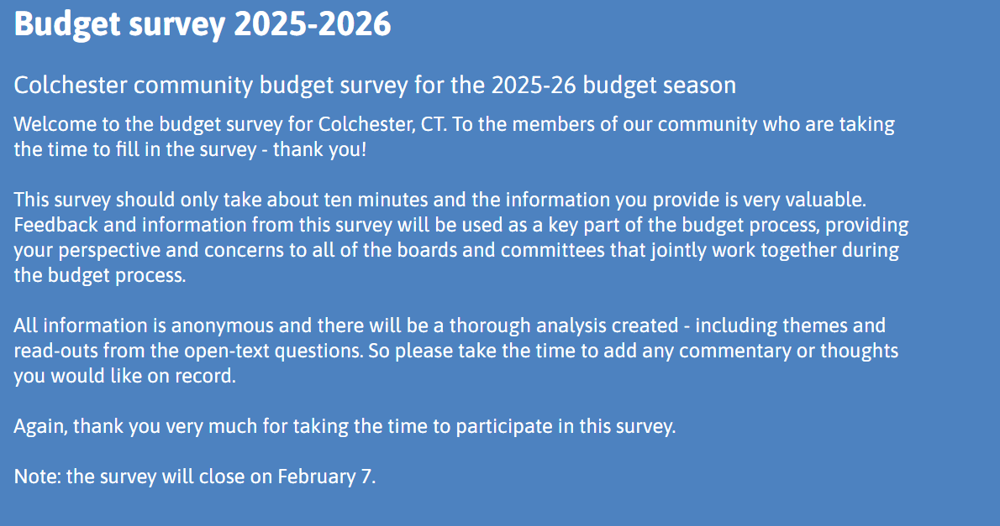 Budget survey 2025-2026
Colchester community budget survey for the 2025-26 budget season
Welcome to the budget survey for Colchester, CT. To the members of our community who are taking
the time to fill in the survey - thank you!
This survey should only take about ten minutes and the information you provide is very valuable.
Feedback and information from this survey will be used as a key part of the budget process, providing
your perspective and concerns to all of the boards and committees that jointly work together during
the budget process.
All information is anonymous and there will be a thorough analysis created - including themes and
read-outs from the open-text questions. So please take the time to add any commentary or thoughts
you would like on record.
Again, thank you very much for taking the time to participate in this survey.
Note: the survey will close on February 7.